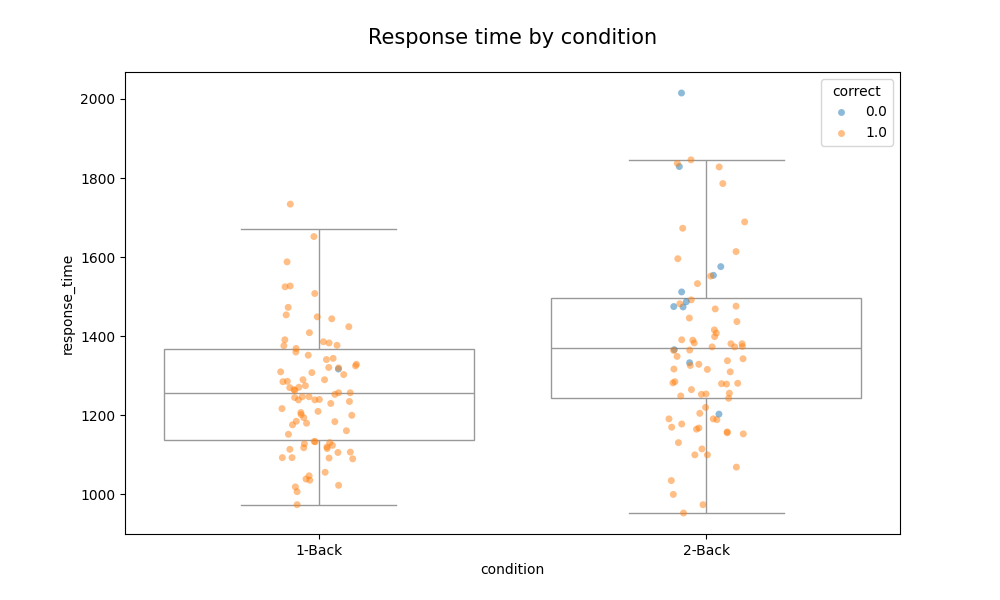 Response time by condition
correct
0.0
1.0
2000
1800
1600
1400
1200
1000
response_time
1-Back
2-Back
condition